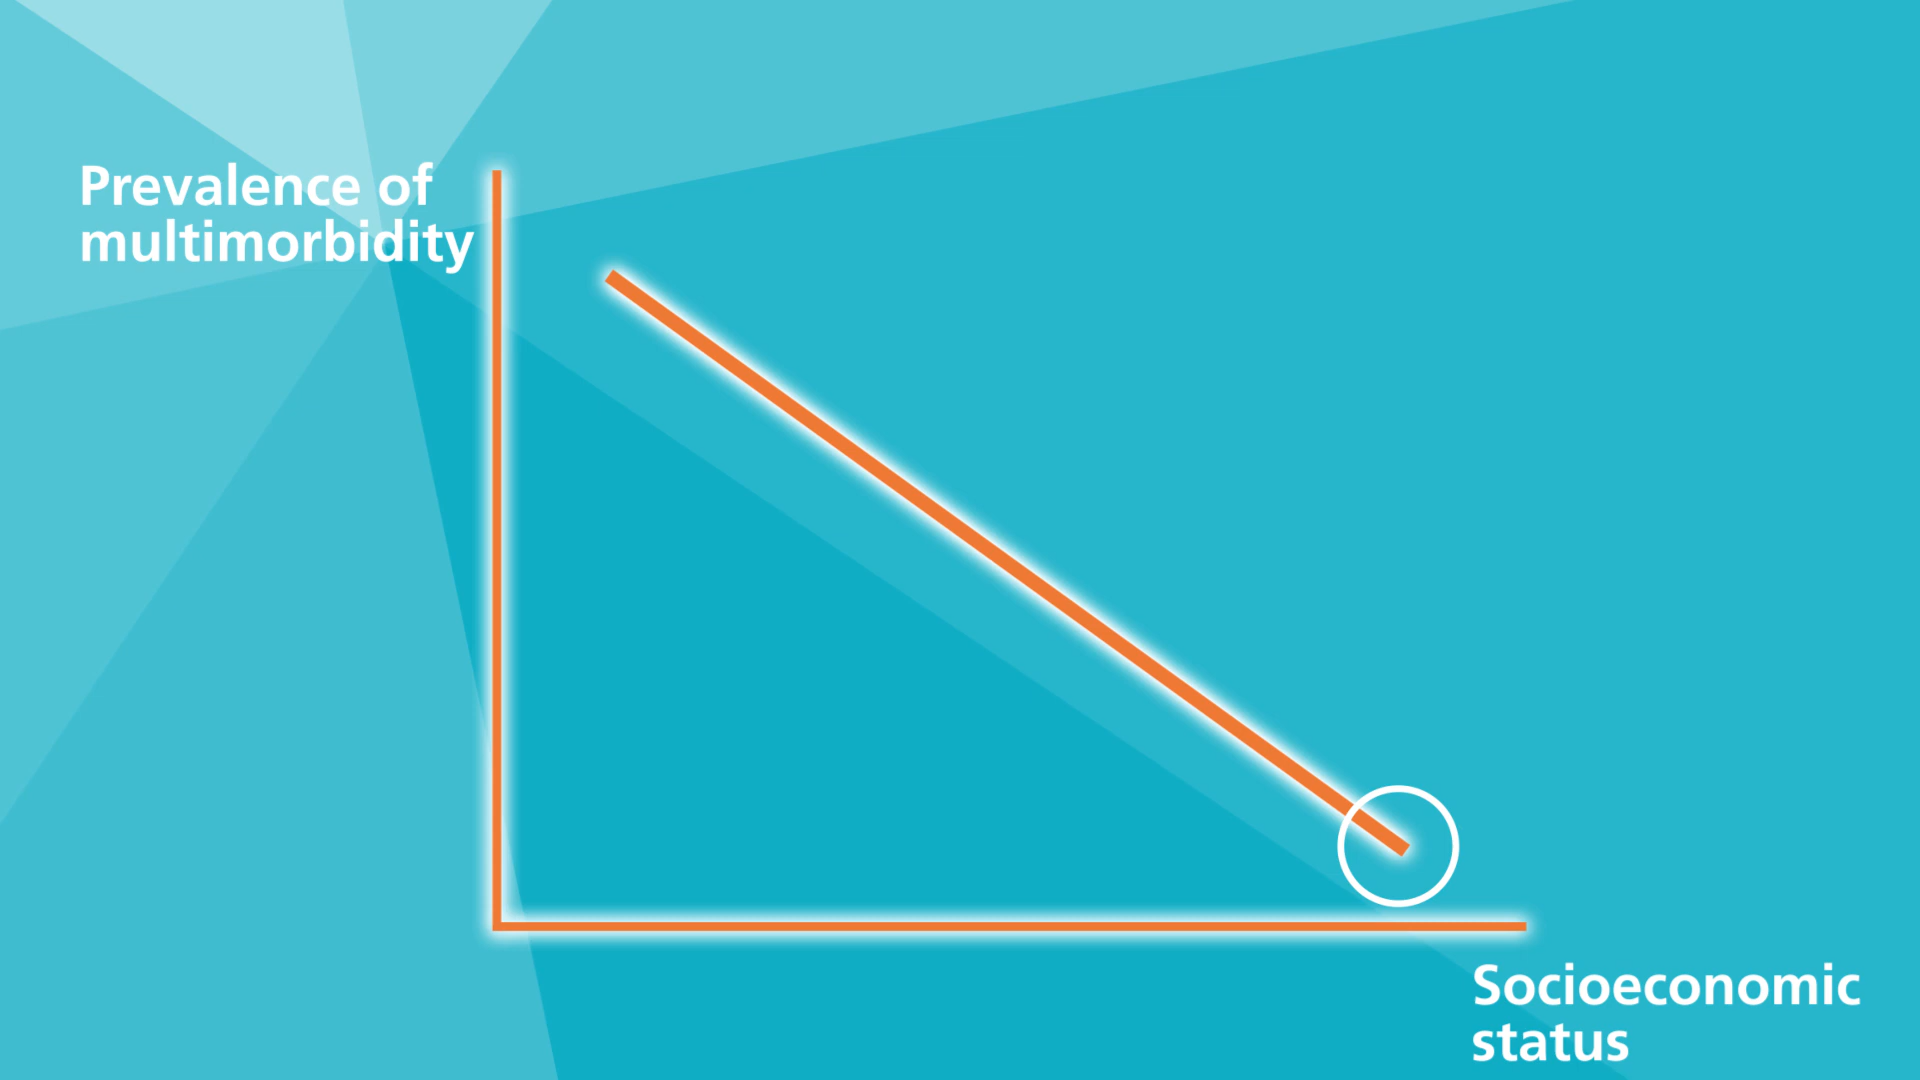 Prevalence of
multimorbidity
Socioeconomic
status